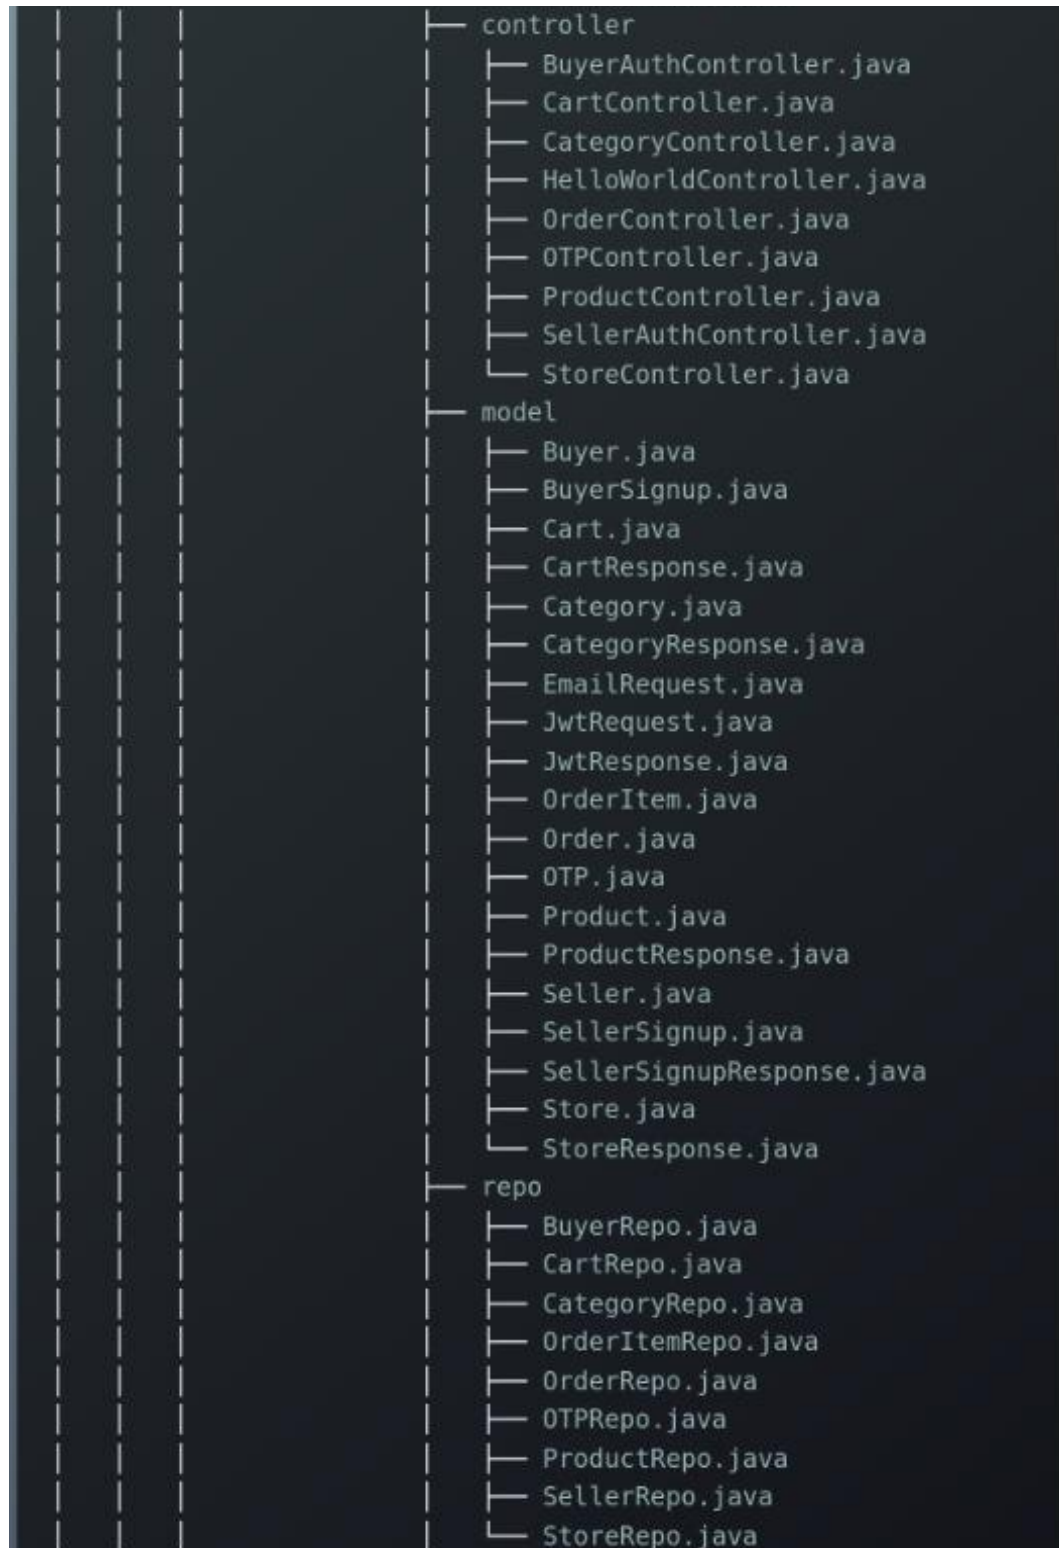 controller
BuyerAuthController.java
CartController.java
CategoryController.java
HelloWorldController.java
OrderController.java
OTPController.java
ProductController.java
SellerAuthController.java
StoreController.java
model
Buyer.java
BuyerSignup.java
Cart.java
CartResponse.java
Category.java
CategoryResponse.java
EmailRequest.java
JwtRequest.java
JwtResponse.java
OrderItem.java
Order.java
OTP.java
Product.java
ProductResponse.java
Seller.java
SellerSignup.java
SellerSignupResponse.java
Store.java
StoreResponse.java
repo
BuyerRepo.java
CartRepo.java
CategoryRepo.java
OrderItemRepo.java
OrderRepo.java
OTPRepo.java
ProductRepo.java
SellerRepo.java
StoreRepo.java